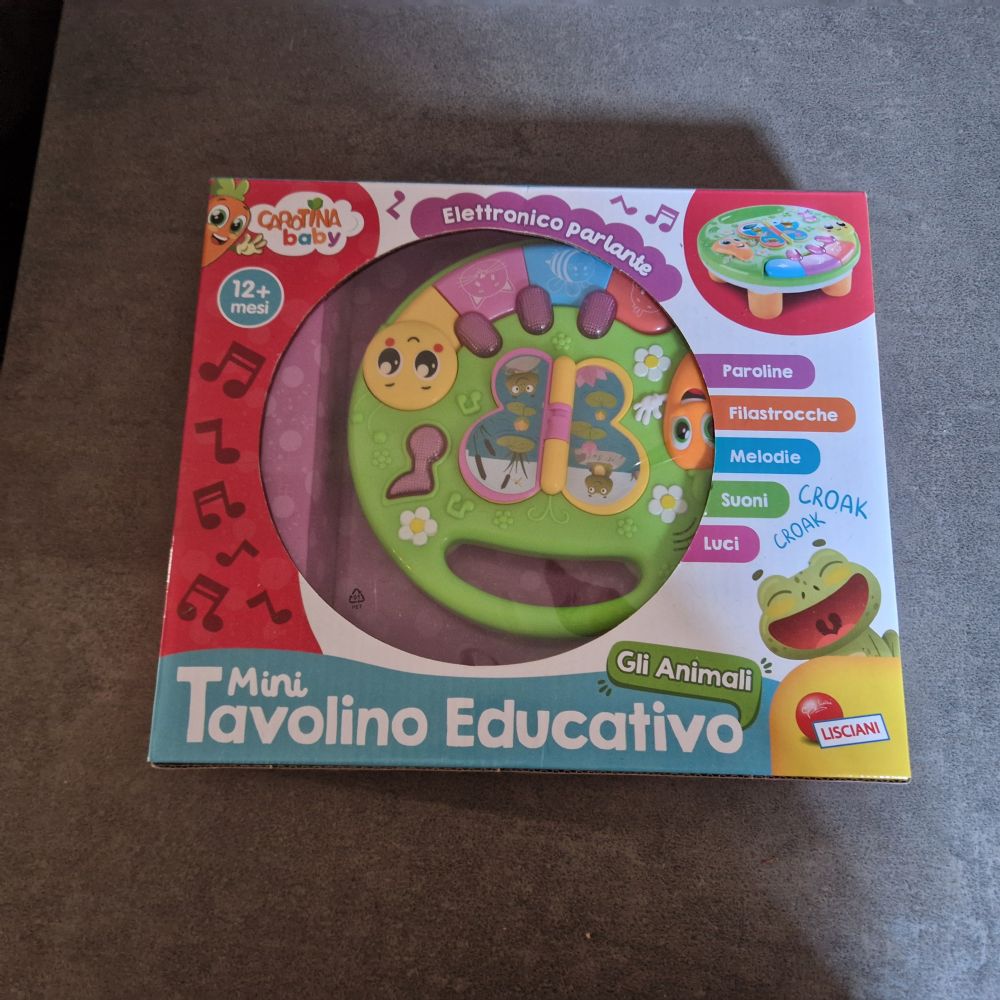 CAROTINA
baby
12+
mesi
Elettronico parlante
Paroline
Filastrocche
Melodie
Suoni
CROAK
CROAK
Luci
PET
Gli Animali
Mini
Tavolino Educativo
LISCIANI